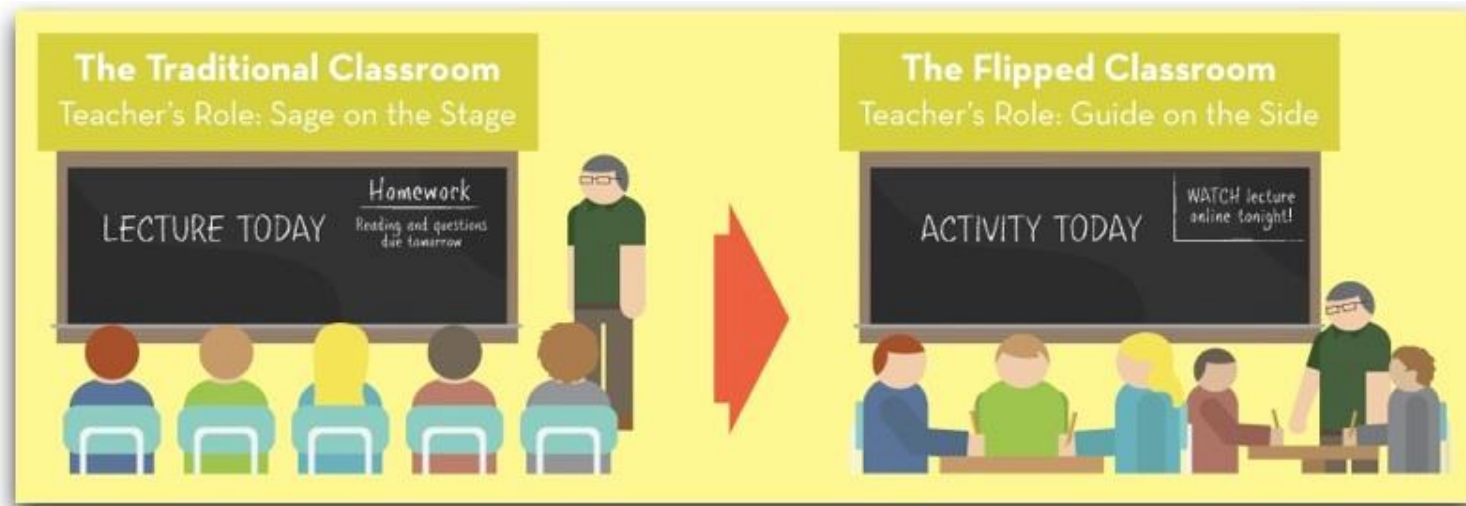 The Traditional Classroom
Teacher's Role: Sage on the Stage
LECTURE TODAY
Homework
Reading and questions
due tomorrow
The Flipped Classroom
Teacher's Role: Guide on the Side
ACTIVITY TODAY
WATCH lecture
online tonight!